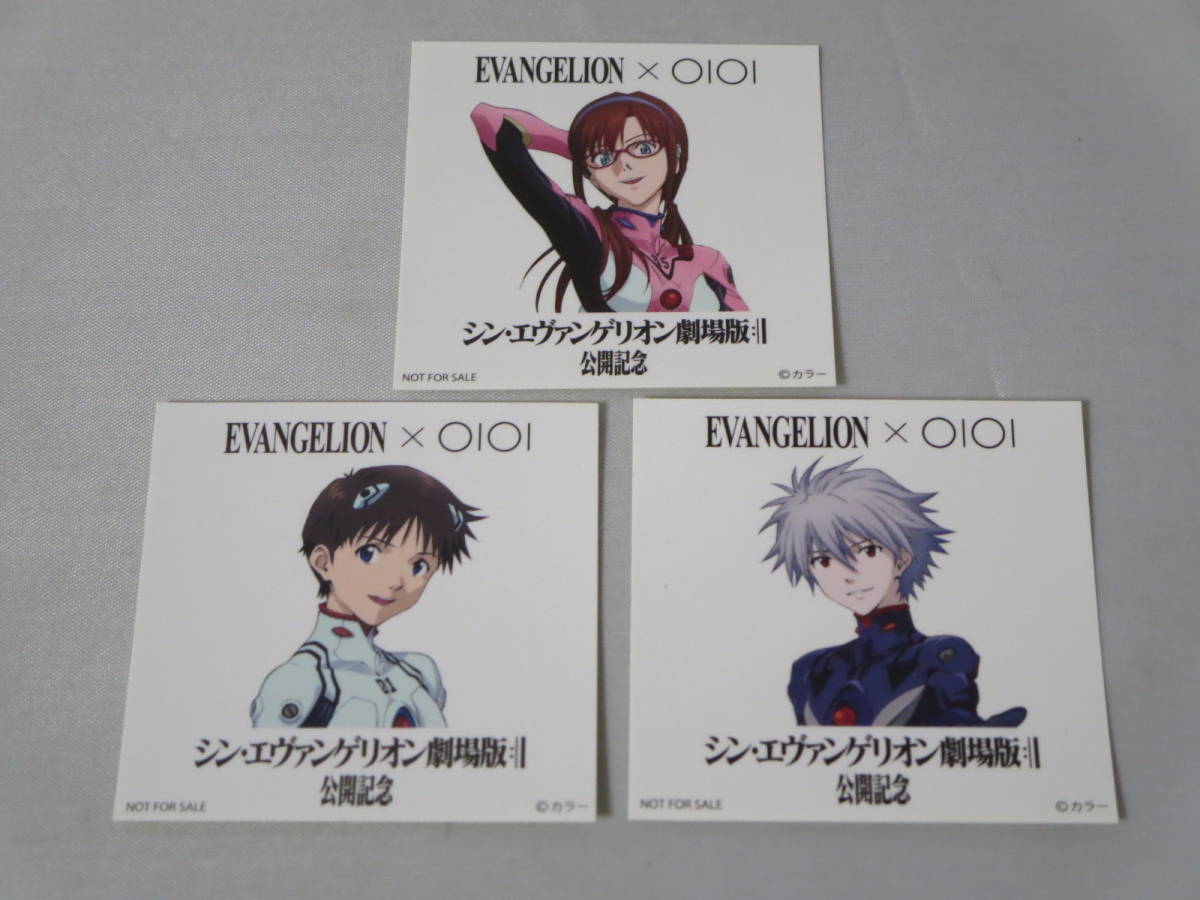 EVANGELION × OIOI
シン・エヴァンゲリオン劇場版:||
公開記念
NOT FOR SALE
©カラー
EVANGELION × OIOI
01
シン・エヴァンゲリオン劇場版:||
公開記念
NOT FOR SALE
©カラー
EVANGELION × OIOI
シン・エヴァンゲリオン劇場版:||
公開記念
NOT FOR SALE
©カラー